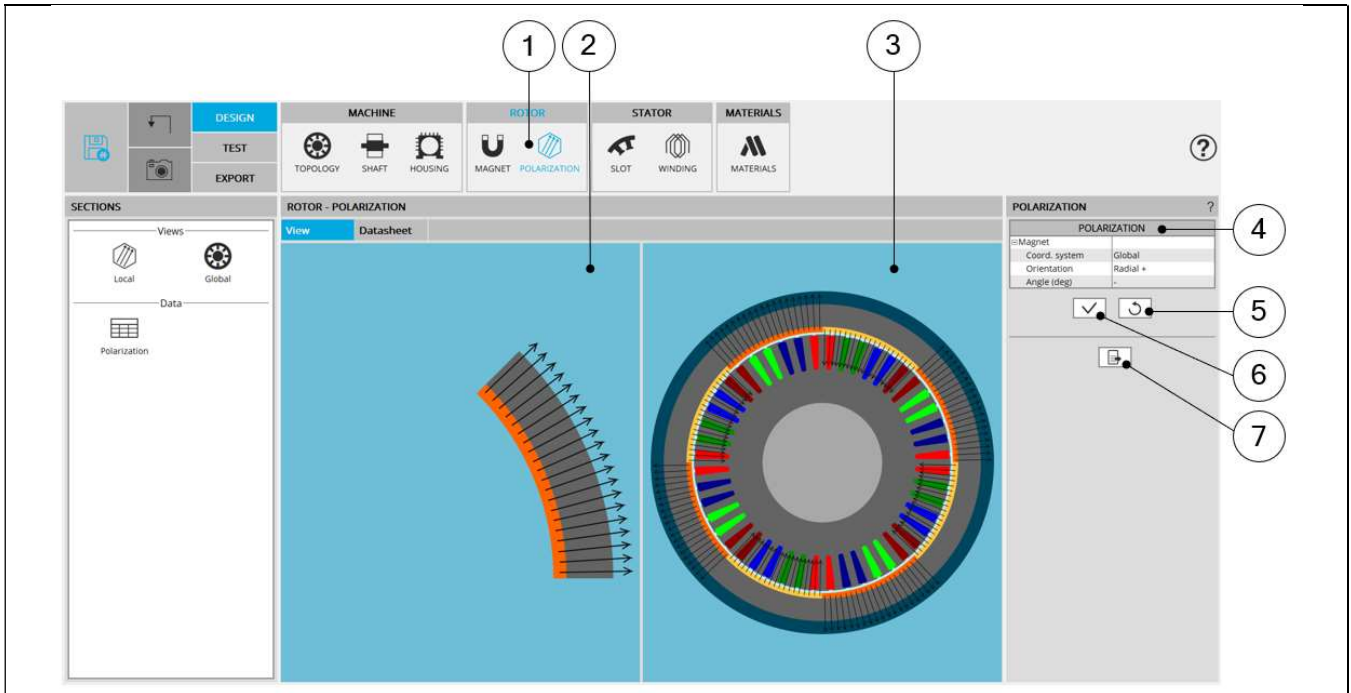 1 2 3
DESIGN MACHINE ROTOR STATOR MATERIALS
TEST
EXPORT
TOPOLOGY SHAFT HOUSING MAGNET POLARIZATION SLOT WINDING MATERIALS
?
SECTIONS ROTOR - POLARIZATION POLARIZATION ?
Views View Datasheet POLARIZATION 4
Magnet
Coord. system Global
Orientation Radial +
Angle (deg) -
Local Global
Data
Polarization
5
6
7